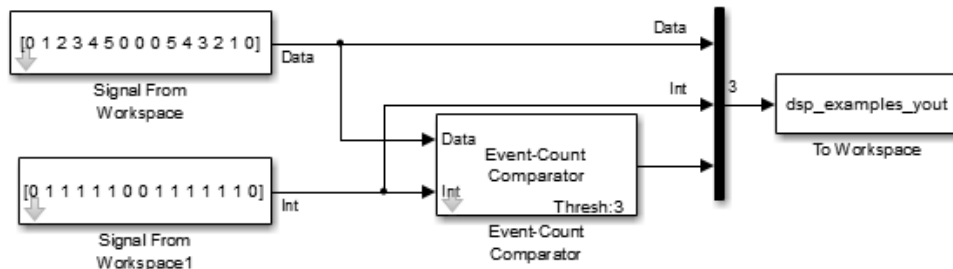 [0 1 2 3 4 5 0 0 0 5 4 3 2 1 0]
Data
Signal From
Workspace
Data
Int
3
dsp_examples_yout
To Workspace
Data
Event-Count
Comparator
Int
Thresh:3
Event-Count
Comparator
[0 1 1 1 1 1 0 0 1 1 1 1 1 1 0]
Int
Signal From
Workspace1